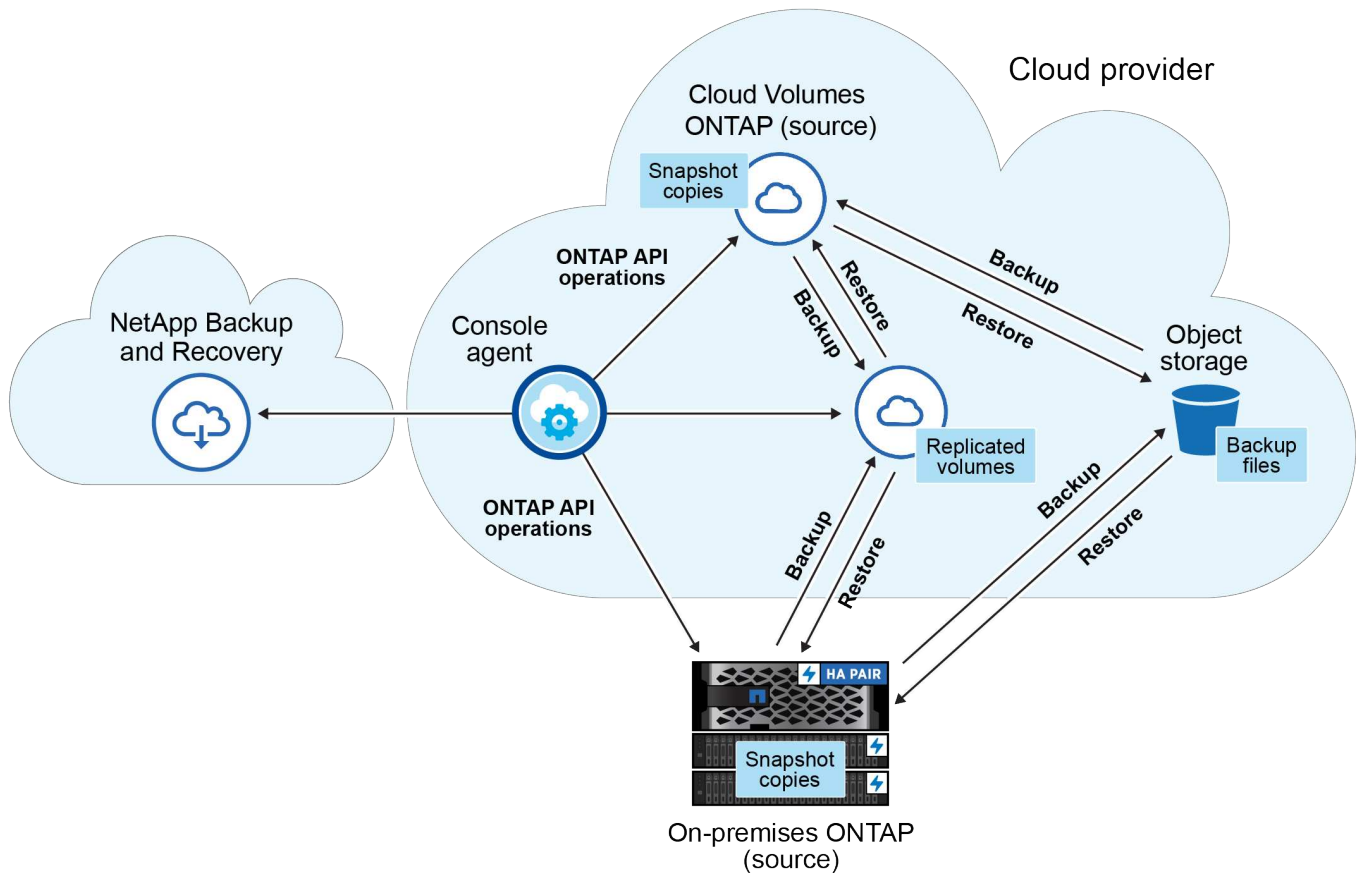 Cloud provider
Cloud Volumes
ONTAP (source)
Snapshot
copies
ONTAP API
operations
Backup
Restore
Restore
Backup
NetApp Backup
and Recovery
Console
agent
Object
storage
Replicated
volumes
Backup
files
ONTAP API
operations
Backup
Restore
Backup
Restore
HA PAIR
Snapshot
copies
On-premises ONTAP
(source)